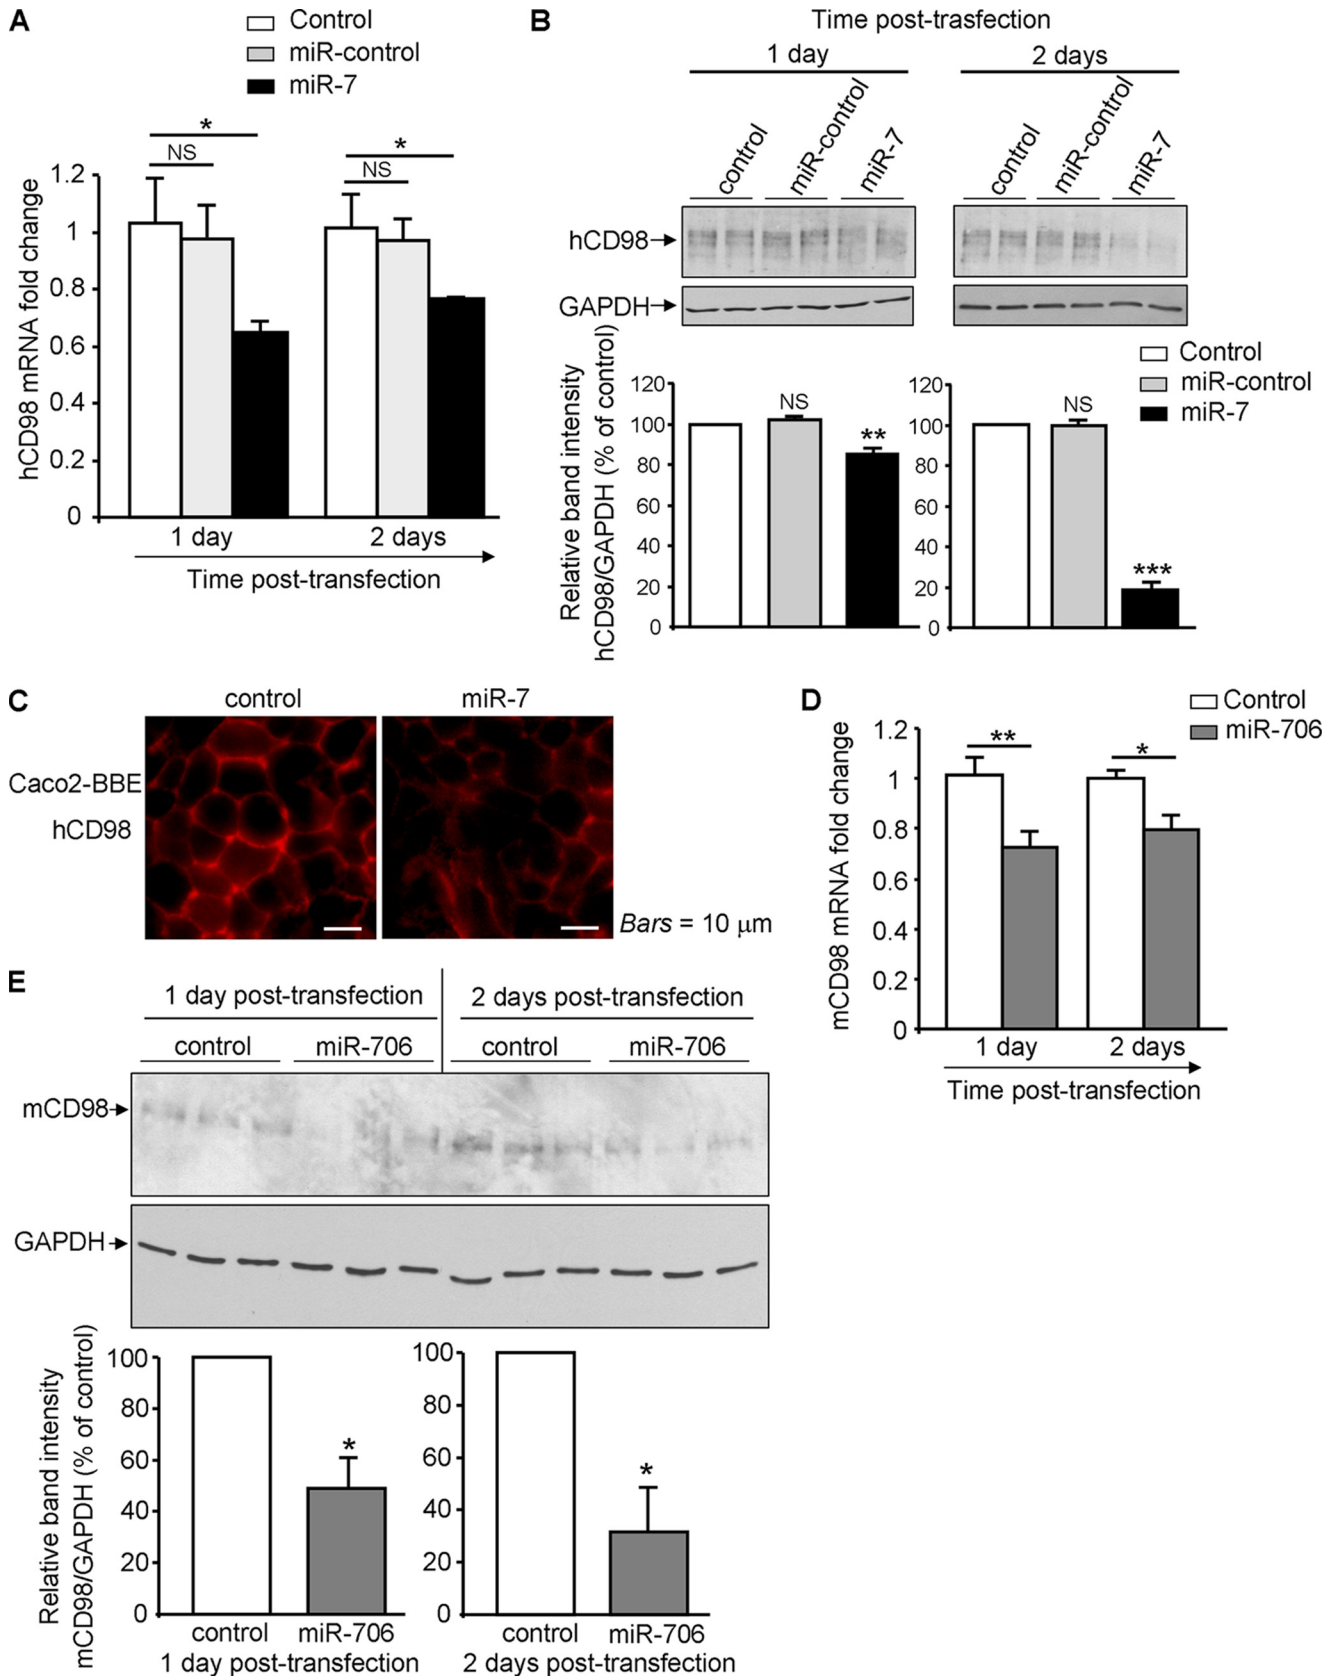 A
Control
miR-control
miR-7
*
NS
*
NS
hCD98 mRNA fold change
1.2
1
0.8
0.6
0.4
0.2
0
1 day
2 days
Time post-transfection
B
Time post-trasfection
1 day
2 days
control
miR-control
miR-7
control
miR-control
miR-7
hCD98
GAPDH
Control
miR-control
miR-7
Relative band intensity
hCD98/GAPDH (% of control)
120
100
80
60
40
20
0
NS
**
120
100
80
60
40
20
0
NS
***
C
control
miR-7
Caco2-BBE
hCD98
Bars = 10 μm
D
Control
miR-706
mCD98 mRNA fold change
1.2
1
0.8
0.6
0.4
0.2
0
**
*
1 day
2 days
Time post-transfection
E
1 day post-transfection
2 days post-transfection
control
miR-706
control
miR-706
mCD98
GAPDH
Relative band intensity
mCD98/GAPDH (% of control)
100
80
60
40
20
0
*
control
miR-706
1 day post-transfection
100
80
60
40
20
0
*
control
miR-706
2 days post-transfection